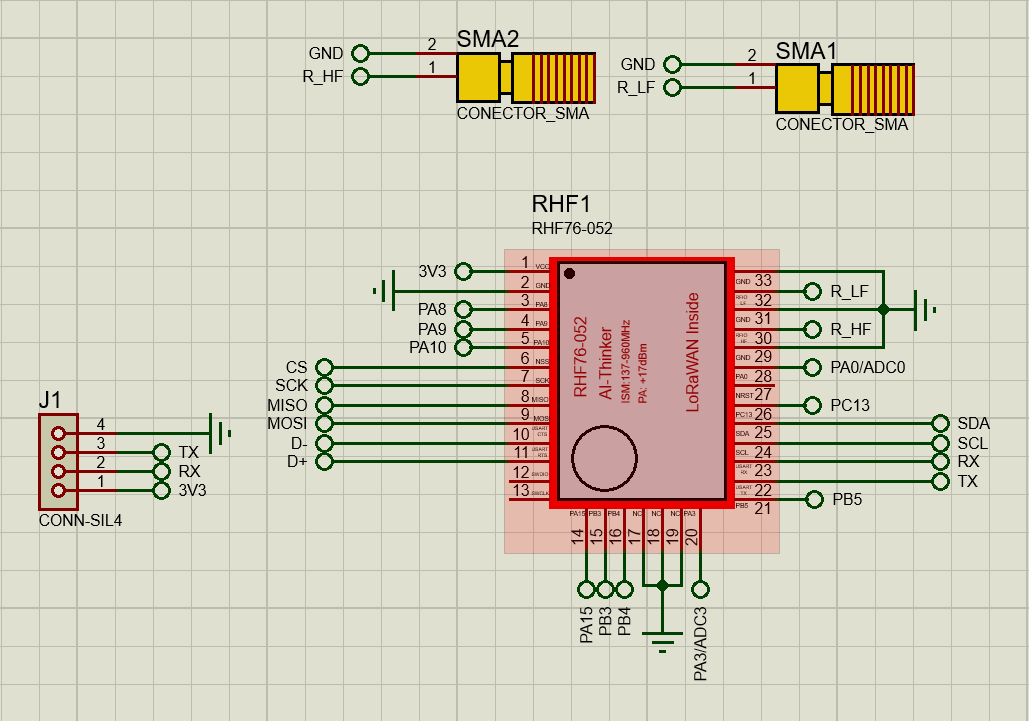 SMA2
GND 2
R_HF 1
CONECTOR_SMA
SMA1
GND 2
R_LF 1
CONECTOR_SMA
RHF1
RHF76-052
3V3 1 VCC
2 GND
PA8 3 PA8
PA9 4 PA9
PA10 5 PA10
CS 6 NSS
SCK 7 SCK
MISO 8 MISO
MOSI 9 MOSI
D- 10 USART CTS
D+ 11 USART RTS
12 SWDIO
13 SWCLK
RHF76-052
AI-Thinker
ISM:137-960MHz
PA: +17dBm
LoRaWAN Inside
GND 33
RFIO LF 32 R_LF
GND 31
RFIO HF 30 R_HF
GND 29
PA0 28 PA0/ADC0
NRST 27
PC13 26 PC13
SDA 25 SDA
SCL 24 SCL
USART RX 23 RX
USART TX 22 TX
PB5 21 PB5
PA15 PB3 PB4 NC NC NC PA3
14 15 16 17 18 19 20
PA15 PB3 PB4 PA3/ADC3
J1
4
3 TX
2 RX
1 3V3
CONN-SIL4